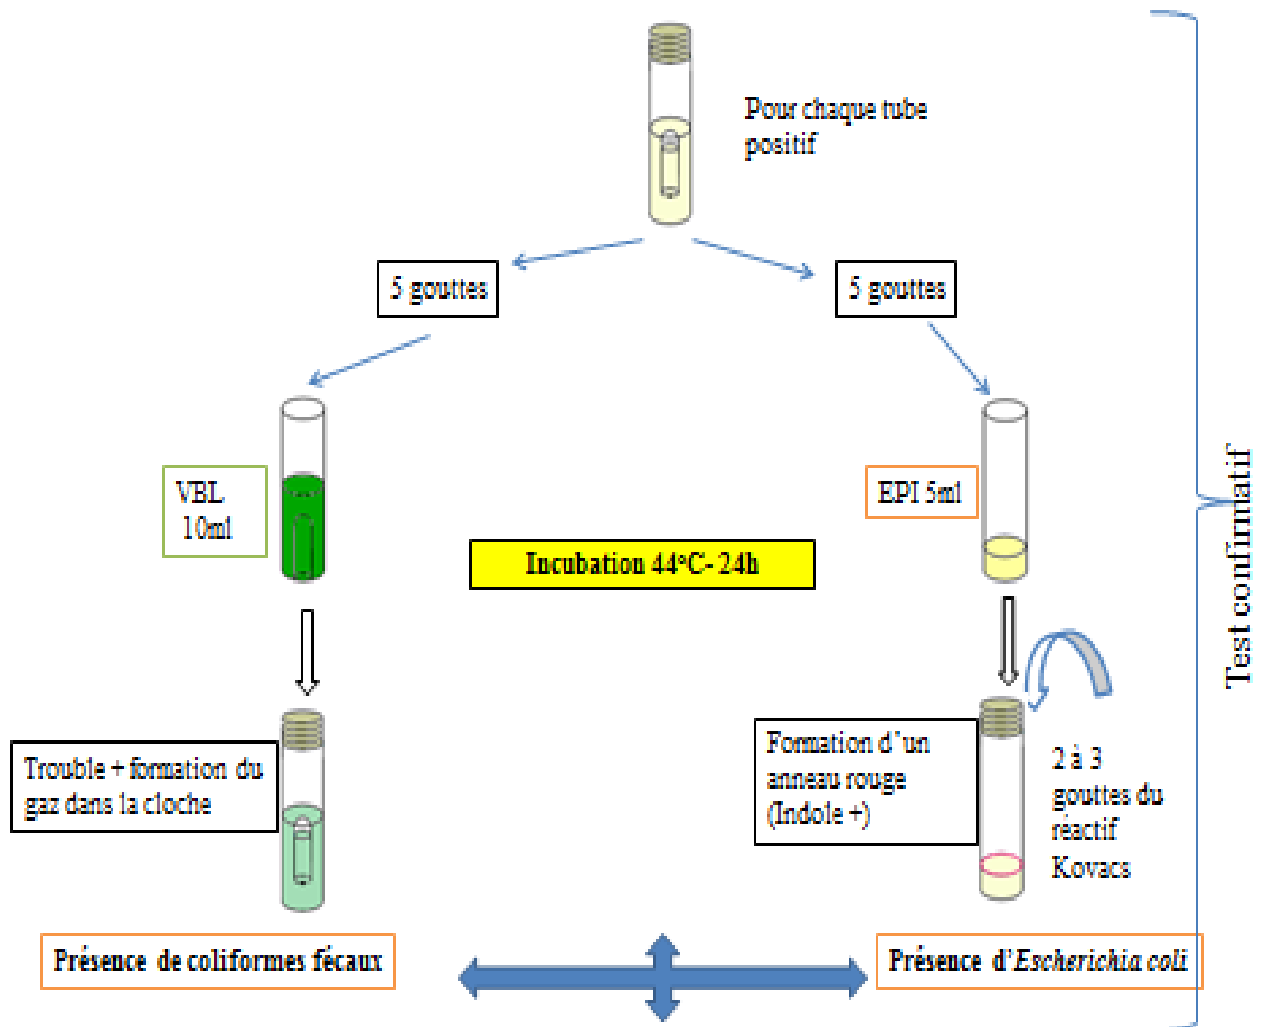 Pour chaque tube
positif
5 gouttes
5 gouttes
VBL
10ml
EPI 5ml
Incubation 44°C- 24h
Test confirmatif
Trouble + formation du
gaz dans la cloche
Formation d'un
anneau rouge
(Indole +)
2 à 3
gouttes du
réactif
Kovacs
Présence de coliformes fécaux
Présence d'Escherichia coli